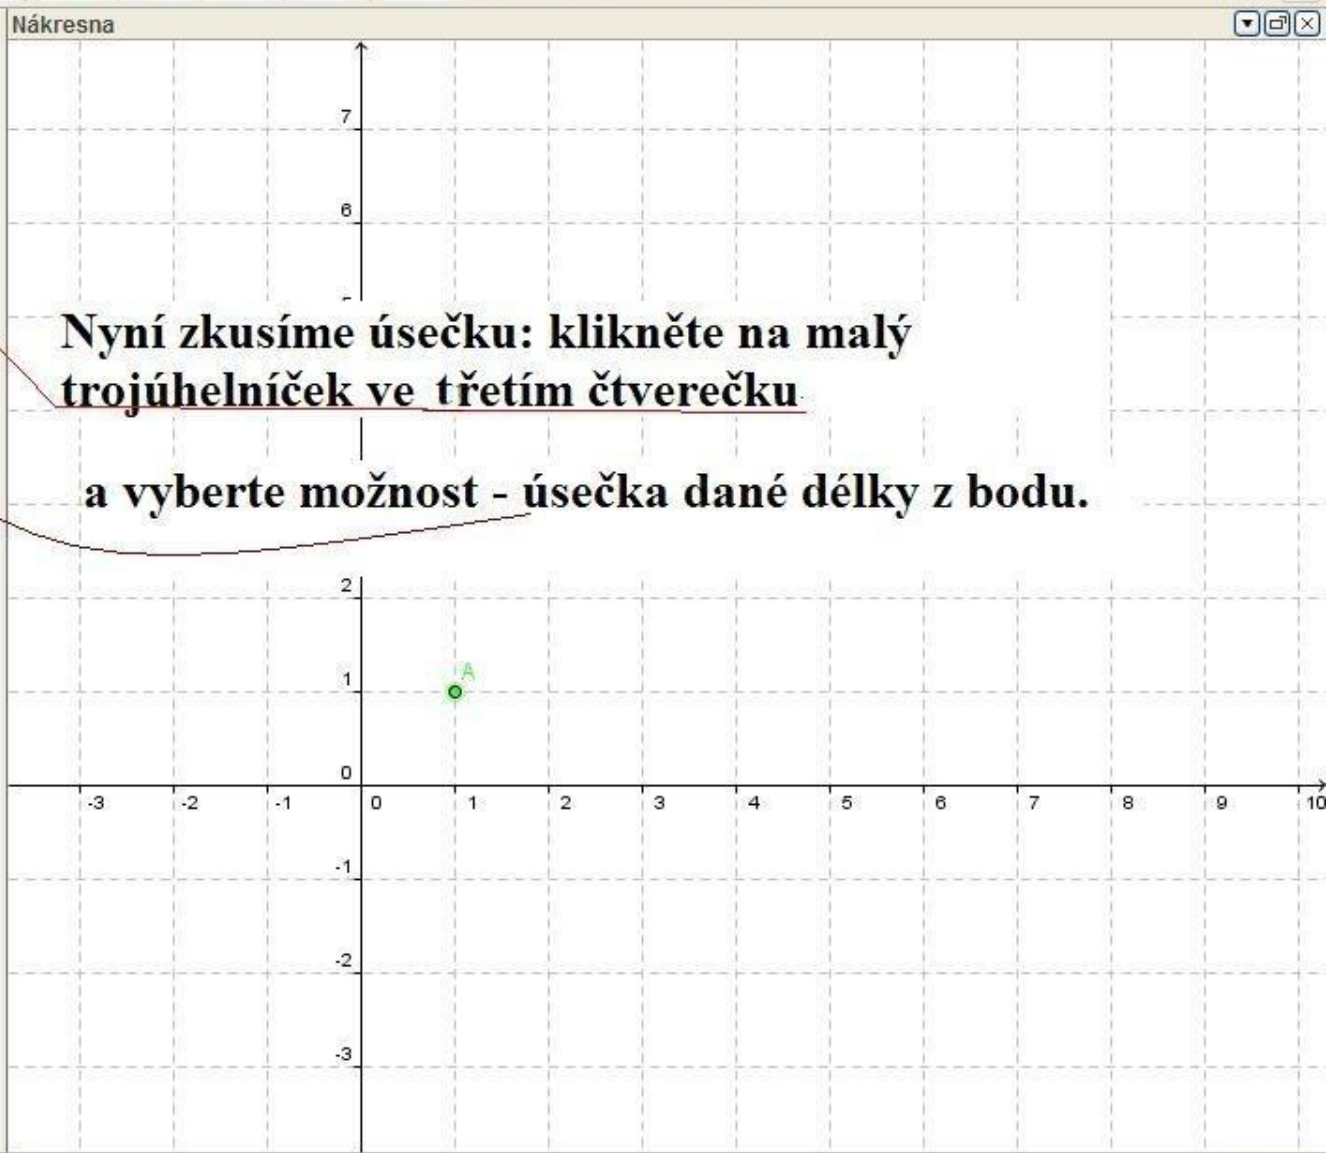 Nákresna
7
6
Nyní zkusíme úsečku: klikněte na malý
trojúhelníček ve třetím čtverečku
a vyberte možnost - úsečka dané délky z bodu.
2
A
1
0
-3 -2 -1 0 1 2 3 4 5 6 7 8 9 10
-1
-2
-3